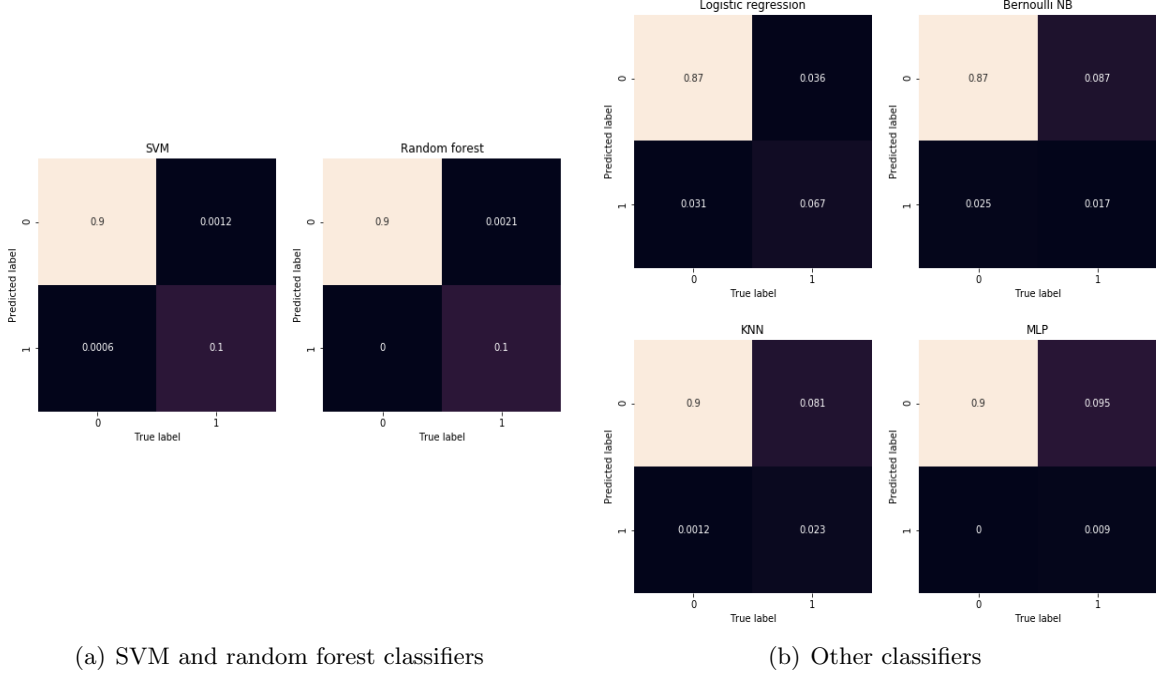 SVM
Predicted label
0
1
0.9
0.0012
0.0006
0.1
0
1
True label
Random forest
Predicted label
0
1
0.9
0.0021
0
0.1
0
1
True label
(a) SVM and random forest classifiers
Logistic regression
Predicted label
0
1
0.87
0.036
0.031
0.067
0
1
True label
Bernoulli NB
Predicted label
0
1
0.87
0.087
0.025
0.017
0
1
True label
KNN
Predicted label
0
1
0.9
0.081
0.0012
0.023
0
1
True label
MLP
Predicted label
0
1
0.9
0.095
0
0.009
0
1
True label
(b) Other classifiers